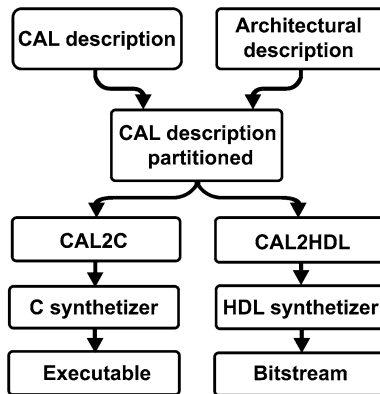 CAL description
Architectural
description
CAL description
partitioned
CAL2C
CAL2HDL
C synthetizer
HDL synthetizer
Executable
Bitstream